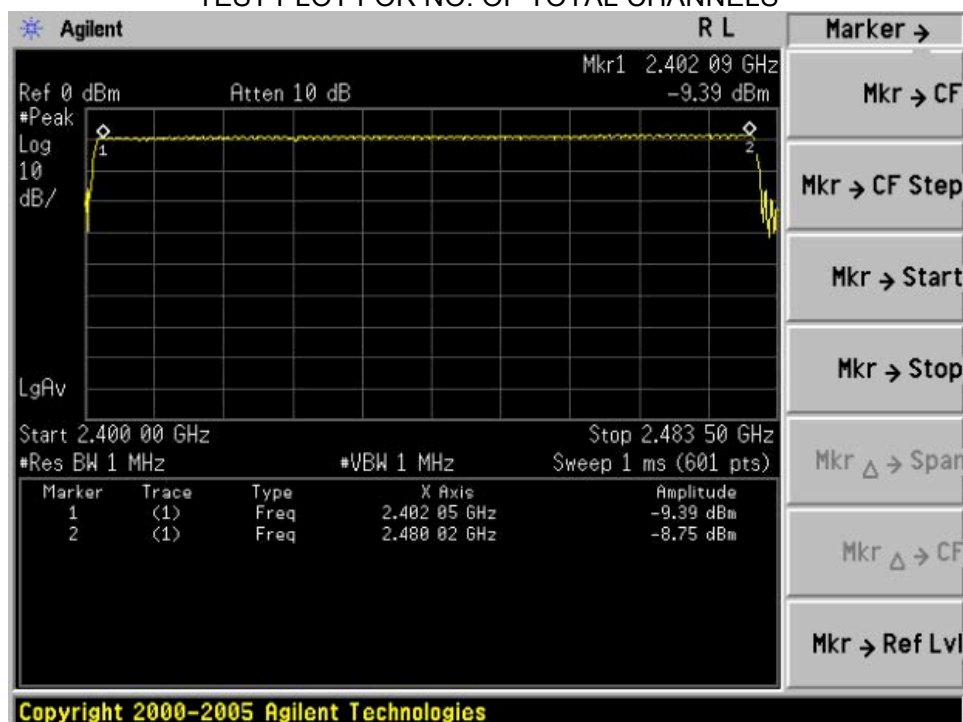 TEST PLOT FOR NO. OF TOTAL CHANNELS
Agilent R L Marker →
Mkr1 2.402 09 GHz
Ref 0 dBm Atten 10 dB -9.39 dBm
#Peak
Log
10
dB/
1
2
LgAv
Start 2.400 00 GHz Stop 2.483 50 GHz
#Res BW 1 MHz #VBW 1 MHz Sweep 1 ms (601 pts)
Marker Trace Type X Axis Amplitude
1 (1) Freq 2.402 05 GHz -9.39 dBm
2 (1) Freq 2.480 02 GHz -8.75 dBm
Mkr → CF
Mkr → CF Step
Mkr → Start
Mkr → Stop
Mkr Δ → Span
Mkr Δ → CF
Mkr → Ref Lvl
Copyright 2000-2005 Agilent Technologies